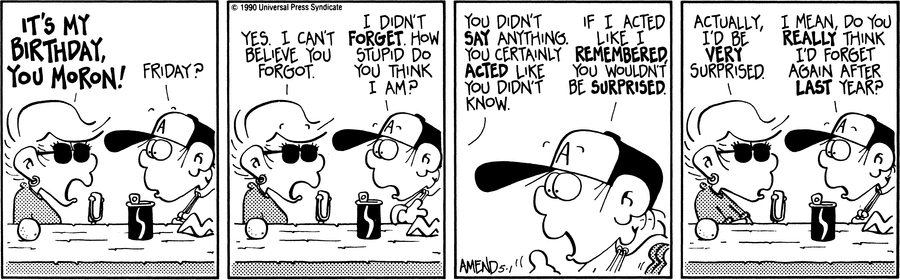 IT'S MY
BIRTHDAY,
YOU MORON!
FRIDAY?
A
© 1990 Universal Press Syndicate
YES. I CAN'T
BELIEVE YOU
FORGOT.
I DIDN'T
FORGET. HOW
STUPID DO
YOU THINK
I AM?
YOU DIDN'T
SAY ANYTHING.
YOU CERTAINLY
ACTED LIKE
YOU DIDN'T
KNOW.
IF I ACTED
LIKE I
REMEMBERED,
YOU WOULDN'T
BE SURPRISED.
A
AMEND 5-1
ACTUALLY,
I'D BE
VERY
SURPRISED.
I MEAN, DO YOU
REALLY THINK
I'D FORGET
AGAIN AFTER
LAST YEAR?
A